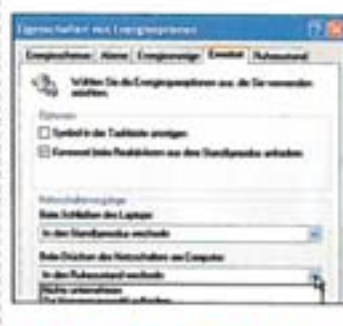 Eigenschaften von Energieoptionen
Energieschemas Alarme Energieanzeige Erweitert Ruhezustand
Wählen Sie die Energiesparoptionen aus, die Sie verwenden
möchten.
Optionen
Symbol in der Taskleiste anzeigen
Kennwort beim Reaktivieren aus dem Standbymodus anfordern
Netzschaltervorgänge
Beim Schließen des Laptops:
In den Standbymodus wechseln
Beim Drücken des Netzschalters am Computer:
In den Ruhezustand wechseln
Nichts unternehmen